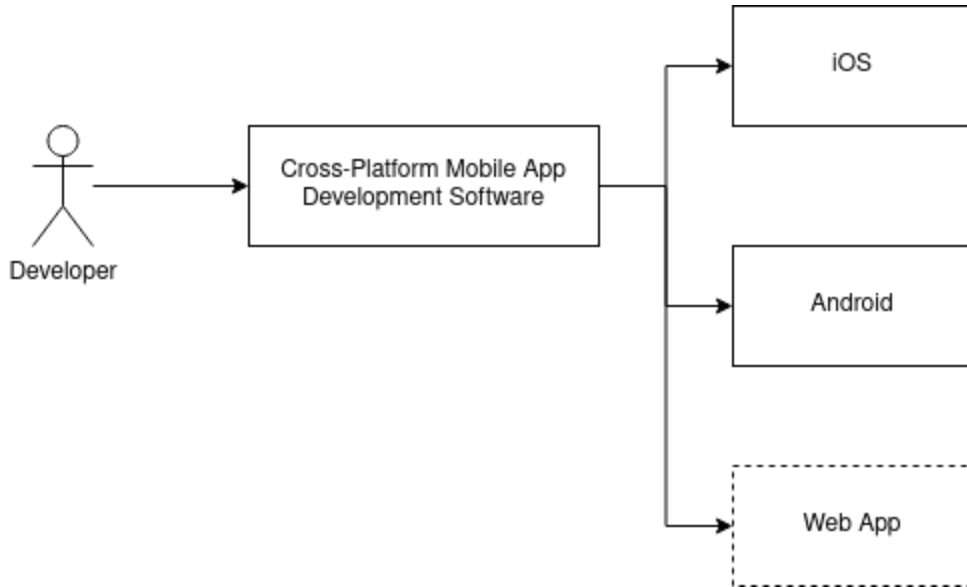 iOS
Cross-Platform Mobile App
Development Software
Developer
Android
Web App